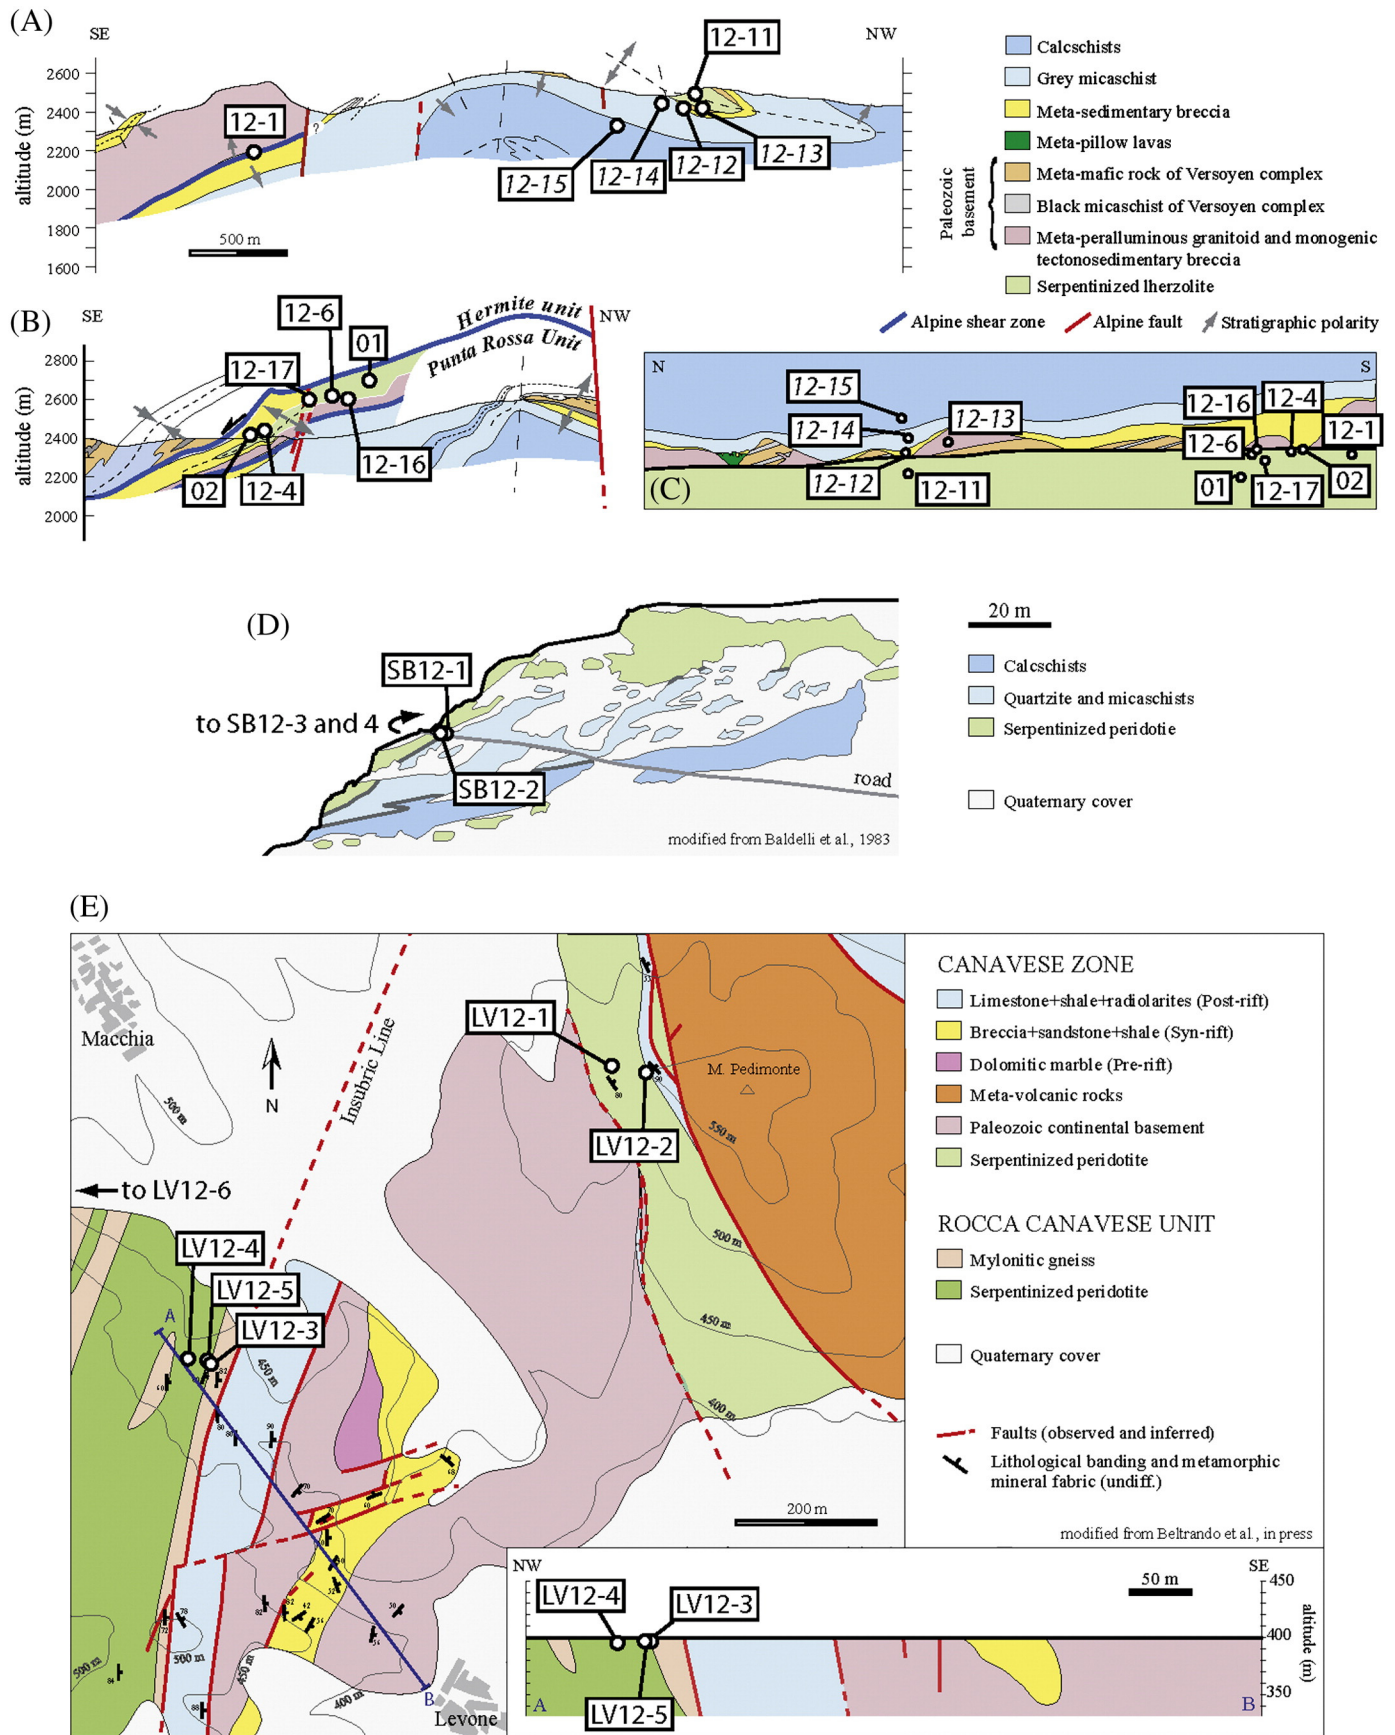 (A)
SE
NW
altitude (m)
2600
2400
2200
2000
1800
1600
12-1
?
500 m
12-15
12-14
12-12
12-13
12-11
Calcschists
Grey micaschist
Meta-sedimentary breccia
Meta-pillow lavas
Paleozoic
basement
Meta-mafic rock of Versoyen complex
Black micaschist of Versoyen complex
Meta-peralluminous granitoid and monogenic
tectonosedimentary breccia
Serpentinized lherzolite
Alpine shear zone
Alpine fault
Stratigraphic polarity
(B)
SE
NW
altitude (m)
2800
2600
2400
2200
2000
12-6
01
12-17
Hermite unit
Punta Rossa Unit
02
12-4
12-16
N
S
12-15
12-14
12-13
12-12
12-11
12-16
12-4
12-6
12-1
01
12-17
02
(C)
(D)
SB12-1
to SB12-3 and 4
SB12-2
road
modified from Baldelli et al., 1983
20 m
Calcschists
Quartzite and micaschists
Serpentinized peridotie
Quaternary cover
(E)
Macchia
N
500 m
Insubric Line
LV12-1
LV12-2
M. Pedimonte
550 m
500 m
450 m
400 m
to LV12-6
LV12-4
LV12-5
LV12-3
A
450 m
500 m
500 m
450 m
400 m
B
Levone
200 m
CANAVESE ZONE
Limestone+shale+radiolarites (Post-rift)
Breccia+sandstone+shale (Syn-rift)
Dolomitic marble (Pre-rift)
Meta-volcanic rocks
Paleozoic continental basement
Serpentinized peridotite
ROCCA CANAVESE UNIT
Mylonitic gneiss
Serpentinized peridotite
Quaternary cover
Faults (observed and inferred)
Lithological banding and metamorphic
mineral fabric (undiff.)
modified from Beltrando et al., in press
NW
SE
LV12-4
LV12-3
LV12-5
50 m
450
400
350
altitude (m)
A
B